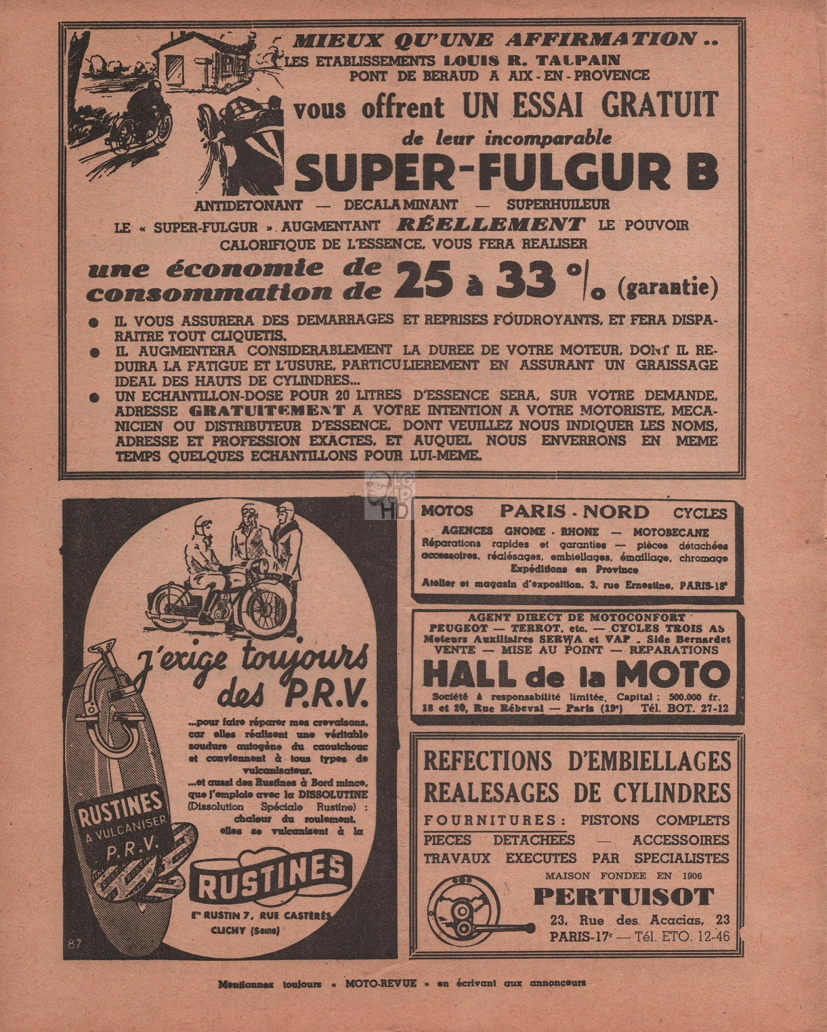 MIEUX QU'UNE AFFIRMATION ..
LES ETABLISSEMENTS LOUIS R. TALPAIN
PONT DE BERAUD A AIX-EN-PROVENCE
vous offrent UN ESSAI GRATUIT
de leur incomparable
SUPER-FULGUR B
ANTIDETONANT — DECALAMINANT — SUPERHUILEUR
LE « SUPER-FULGUR ». AUGMENTANT RÉELLEMENT LE POUVOIR
CALORIFIQUE DE L'ESSENCE, VOUS FERA REALISER
une économie de
consommation de 25 à 33 % (garantie)
● IL VOUS ASSURERA DES DEMARRAGES ET REPRISES FOUDROYANTS, ET FERA DISPA-
RAITRE TOUT CLIQUETIS.
● IL AUGMENTERA CONSIDERABLEMENT LA DUREE DE VOTRE MOTEUR, DONT IL RE-
DUIRA LA FATIGUE ET L'USURE, PARTICULIEREMENT EN ASSURANT UN GRAISSAGE
IDEAL DES HAUTS DE CYLINDRES...
● UN ECHANTILLON-DOSE POUR 20 LITRES D'ESSENCE SERA, SUR VOTRE DEMANDE,
ADRESSE GRATUITEMENT A VOTRE INTENTION A VOTRE MOTORISTE, MECA-
NICIEN OU DISTRIBUTEUR D'ESSENCE, DONT VEUILLEZ NOUS INDIQUER LES NOMS,
ADRESSE ET PROFESSION EXACTES, ET AUQUEL NOUS ENVERRONS EN MEME
TEMPS QUELQUES ECHANTILLONS POUR LUI-MEME.
HD
J'exige toujours
des P.R.V.
...pour faire réparer mes crevaisons,
car elles réalisent une véritable
soudure autogène du caoutchouc
et conviennent à tous types de
vulcanisateur.
...et aussi des Rustines à Bord mince,
que j'emploie avec la DISSOLUTINE
(Dissolution Spéciale Rustine) :
chaleur du roulement.
elles se vulcanisent à la
RUSTINES
A VULCANISER
P.R.V.
RUSTINES
Ets RUSTIN 7, RUE CASTÉRÈS
CLICHY (Seine)
87
MOTOS PARIS - NORD CYCLES
AGENCES GNOME - RHONE — MOTOBECANE
Réparations rapides et garanties — pièces détachées
accessoires, réalésages, embiellages, émaillage, chromage
Expéditions en Province
Atelier et magasin d'exposition. 3, rue Ernestine, PARIS-18e
AGENT DIRECT DE MOTOCONFORT
PEUGEOT — TERROT, etc. — CYCLES TROIS AS
Moteurs Auxiliaires SERWA et VAP - Side Bernardet
VENTE — MISE AU POINT — REPARATIONS
HALL de la MOTO
Société à responsabilité limitée, Capital : 500.000 fr.
18 et 20, Rue Rébeval — Paris (19e) Tél. BOT. 27-12
REFECTIONS D'EMBIELLAGES
REALESAGES DE CYLINDRES
FOURNITURES : PISTONS COMPLETS
PIECES DETACHEES — ACCESSOIRES
TRAVAUX EXECUTES PAR SPECIALISTES
MAISON FONDEE EN 1906
PERTUISOT
23, Rue des Acacias, 23
PARIS-17e — Tél. ETO. 12-46
Mentionnez toujours « MOTO-REVUE » en écrivant aux annonceurs